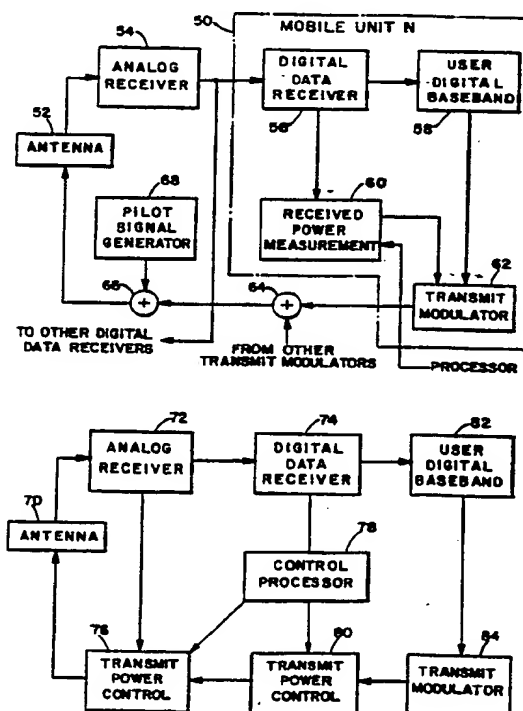 50
MOBILE UNIT N
54
ANALOG
RECEIVER
DIGITAL
DATA
RECEIVER
56
USER
DIGITAL
BASEBAND
58
52
ANTENNA
68
PILOT
SIGNAL
GENERATOR
60
RECEIVED
POWER
MEASUREMENT
62
TRANSMIT
MODULATOR
66
+
64
+
TO OTHER DIGITAL
DATA RECEIVERS
FROM OTHER
TRANSMIT MODULATORS
PROCESSOR
72
ANALOG
RECEIVER
74
DIGITAL
DATA
RECEIVER
82
USER
DIGITAL
BASEBAND
70
ANTENNA
78
CONTROL
PROCESSOR
76
TRANSMIT
POWER
CONTROL
80
TRANSMIT
POWER
CONTROL
84
TRANSMIT
MODULATOR